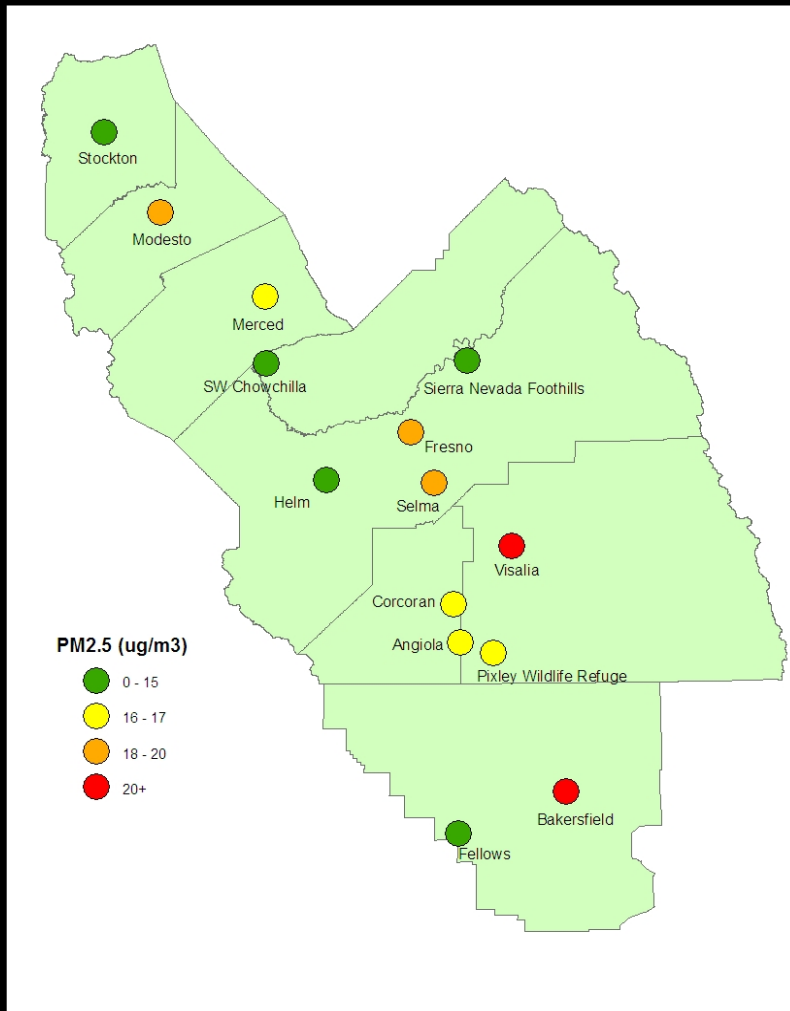 Stockton
Modesto
Merced
SW Chowchilla
Sierra Nevada Foothills
Fresno
Helm
Selma
Visalia
Corcoran
Angiola
Pixley Wildlife Refuge
PM2.5 (ug/m3)
0 - 15
16 - 17
18 - 20
20+
Bakersfield
Fellows